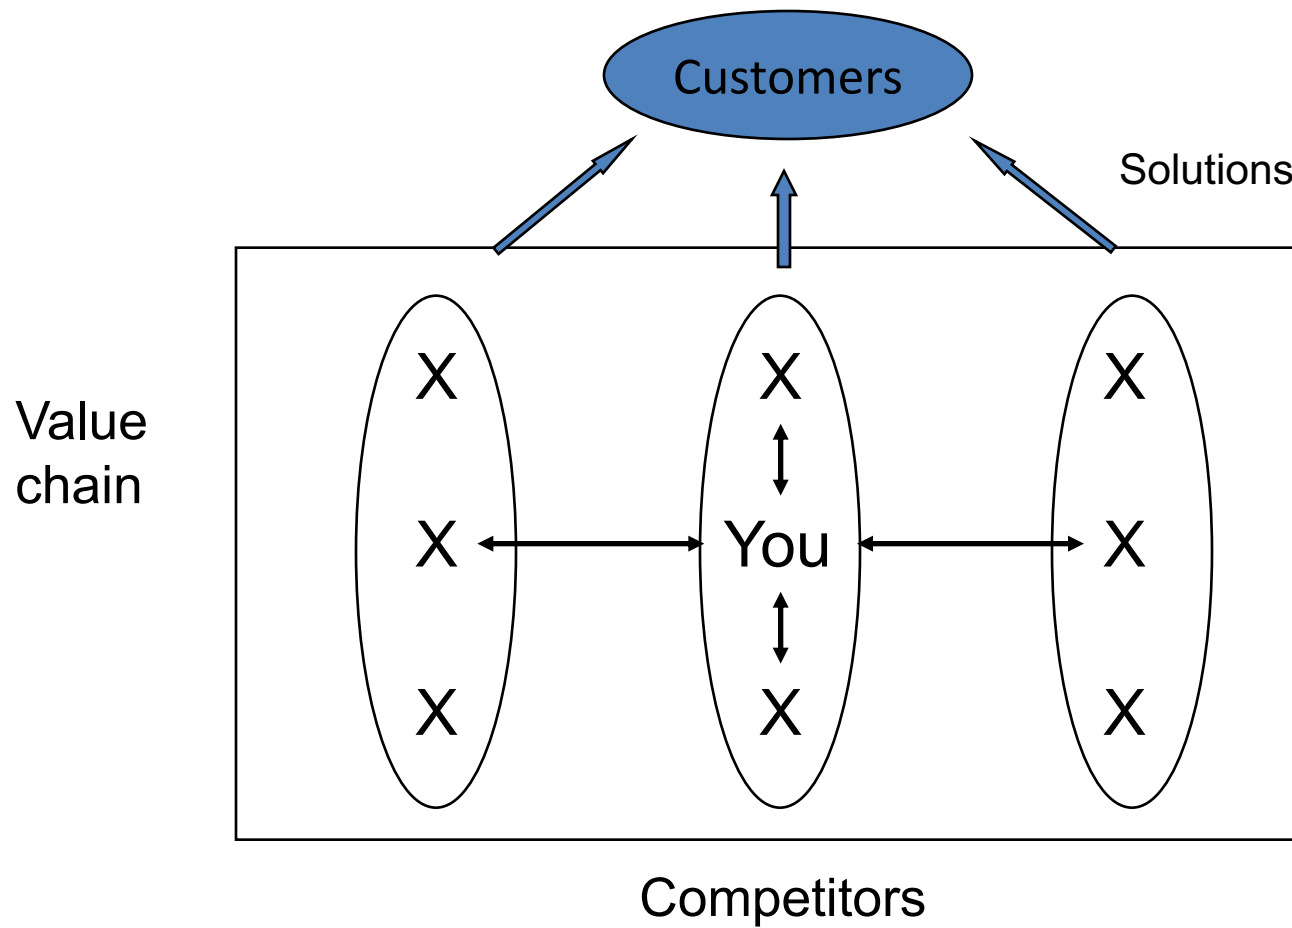 Customers
Solutions
X X X
Value
chain
X You X
X X X
Competitors